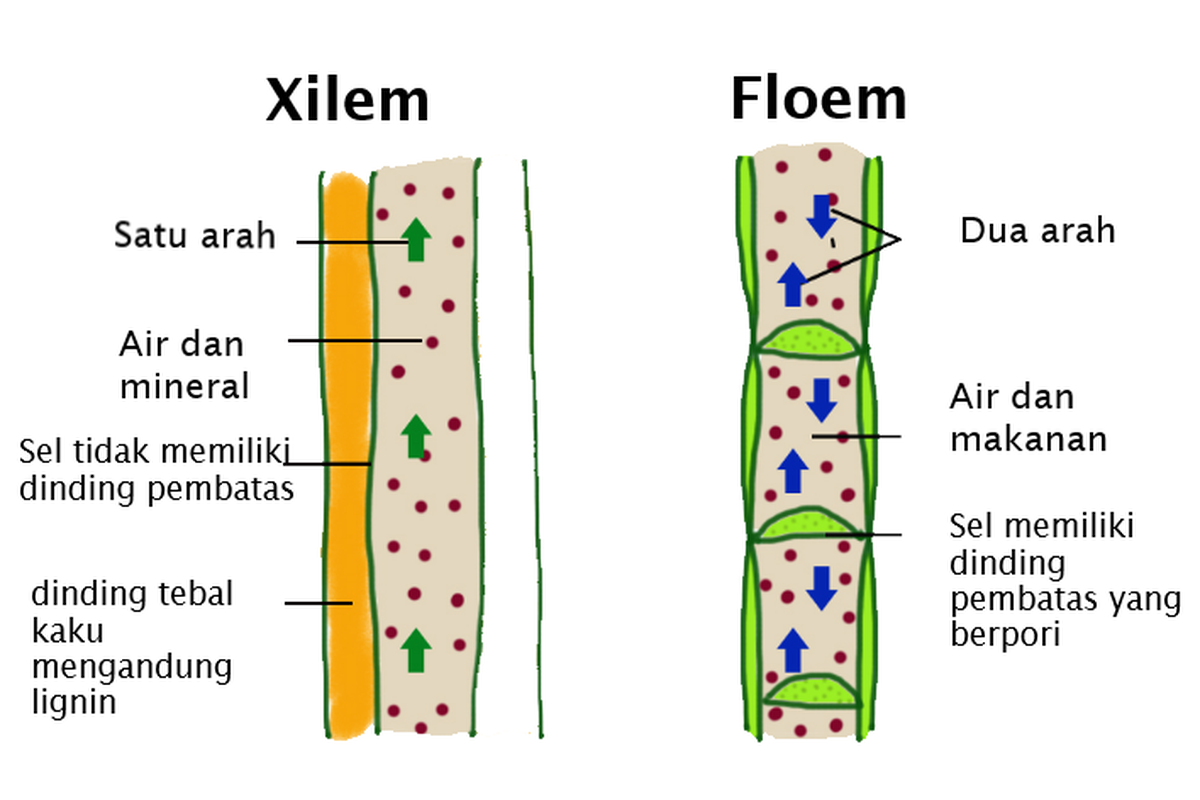 Xilem
Satu arah
Air dan
mineral
Sel tidak memiliki
dinding pembatas
dinding tebal
kaku
mengandung
lignin
Floem
Dua arah
Air dan
makanan
Sel memiliki
dinding
pembatas yang
berpori